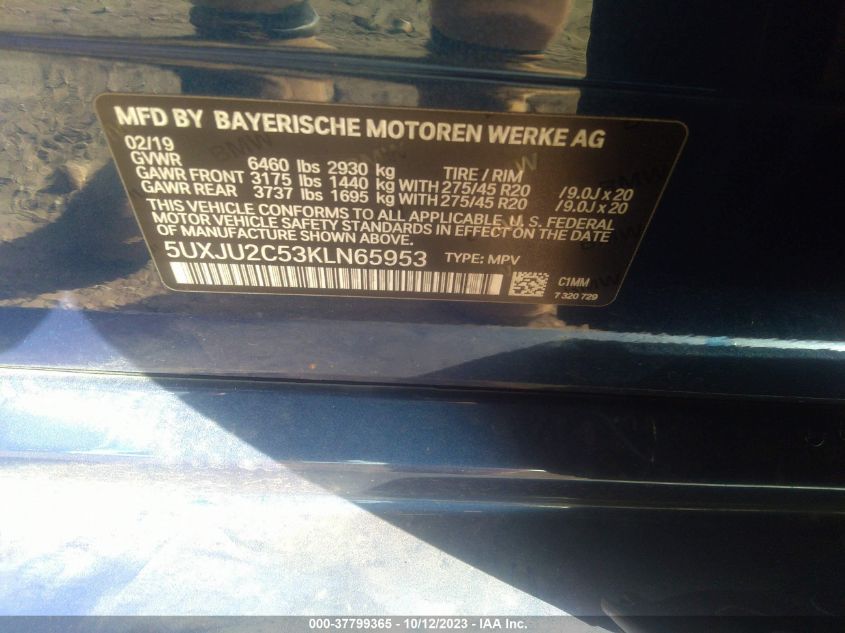 MFD BY BAYERISCHE MOTOREN WERKE AG
02/19
GVWR 6460 lbs 2930 kg TIRE / RIM
GAWR FRONT 3175 lbs 1440 kg WITH 275/45 R20 / 9.0J x 20
GAWR REAR 3737 lbs 1695 kg WITH 275/45 R20 / 9.0J x 20
THIS VEHICLE CONFORMS TO ALL APPLICABLE U. S. FEDERAL
MOTOR VEHICLE SAFETY STANDARDS IN EFFECT ON THE DATE
OF MANUFACTURE SHOWN ABOVE.
5UXJU2C53KLN65953 TYPE: MPV
C1MM
7 320 729
000-37799365 - 10/12/2023 - IAA Inc.